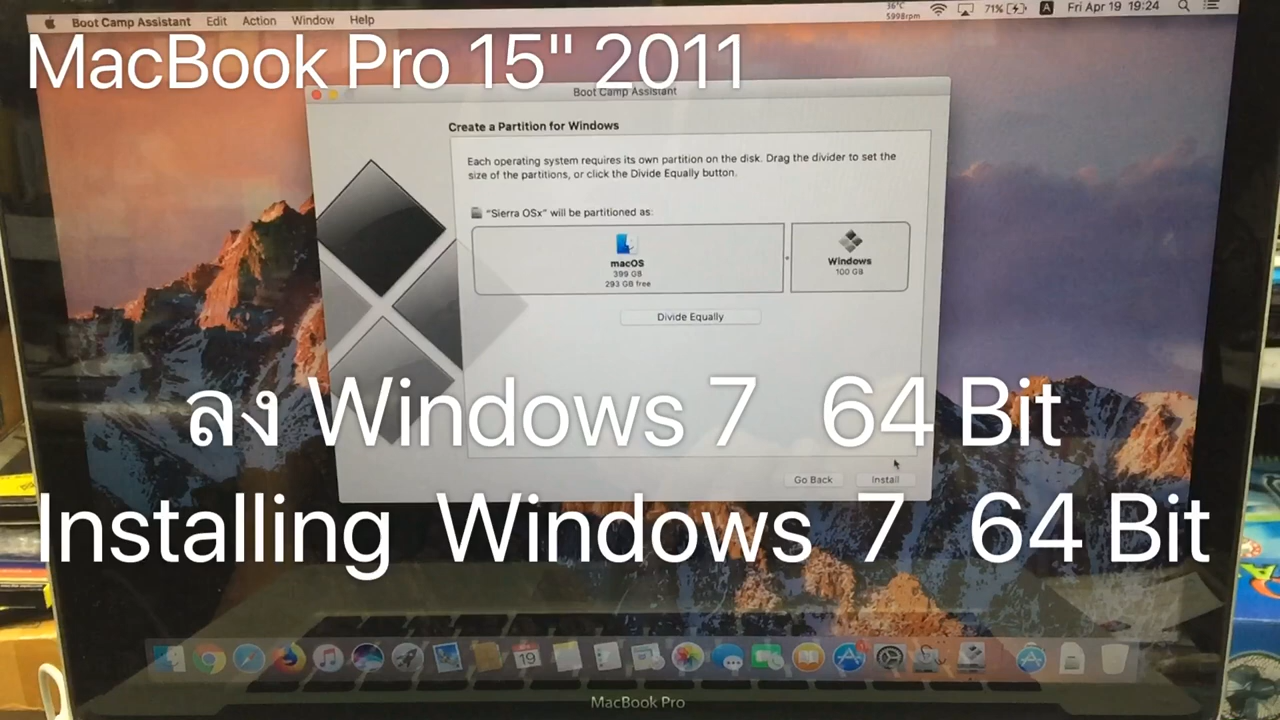 Boot Camp Assistant Edit Action Window Help
36°C
5998rpm
71% A Fri Apr 19 19:24
MacBook Pro 15" 2011
Boot Camp Assistant
Create a Partition for Windows
Each operating system requires its own partition on the disk. Drag the divider to set the
size of the partitions, or click the Divide Equally button.
"Sierra OSx" will be partitioned as:
macOS
399 GB
293 GB free
Windows
100 GB
Divide Equally
ลง Windows 7 64 Bit
Go Back Install
Installing Windows 7 64 Bit
19
MacBook Pro